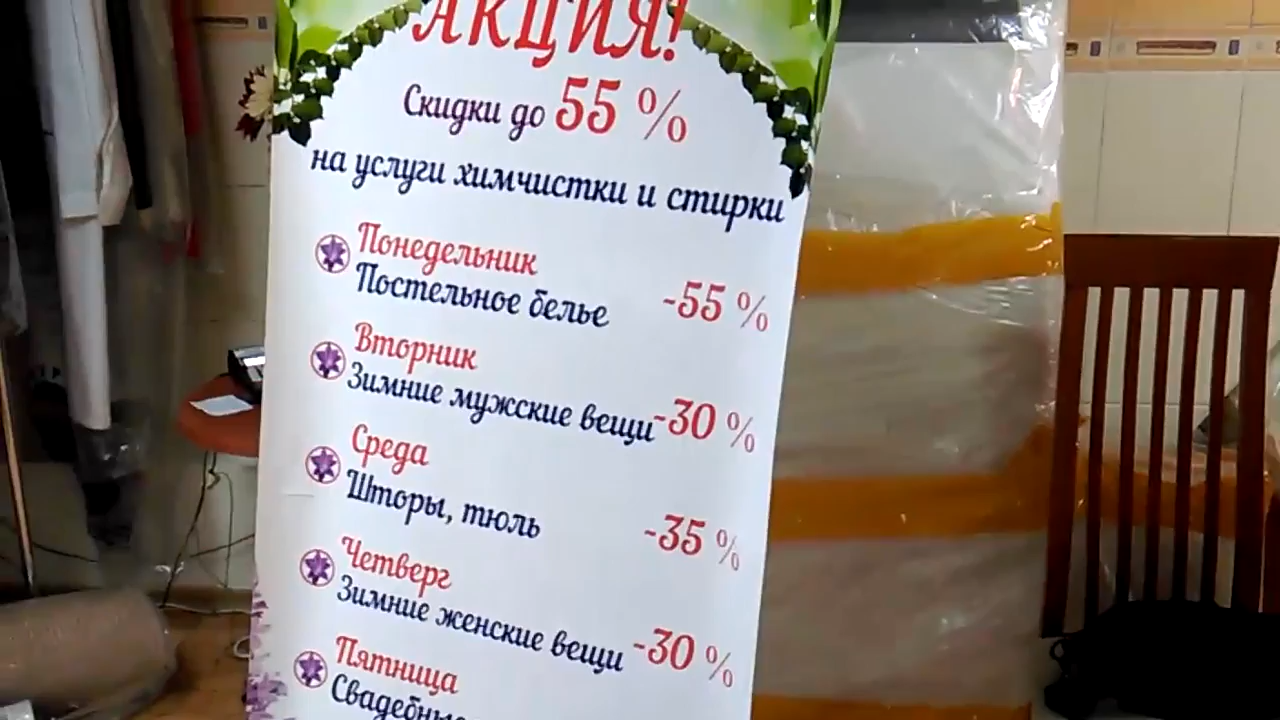 АКЦИЯ!
Скидки до 55 %
на услуги химчистки и стирки
Понедельник
Постельное белье -55 %
Вторник
Зимние мужские вещи -30 %
Среда
Шторы, тюль -35 %
Четверг
Зимние женские вещи -30 %
Пятница